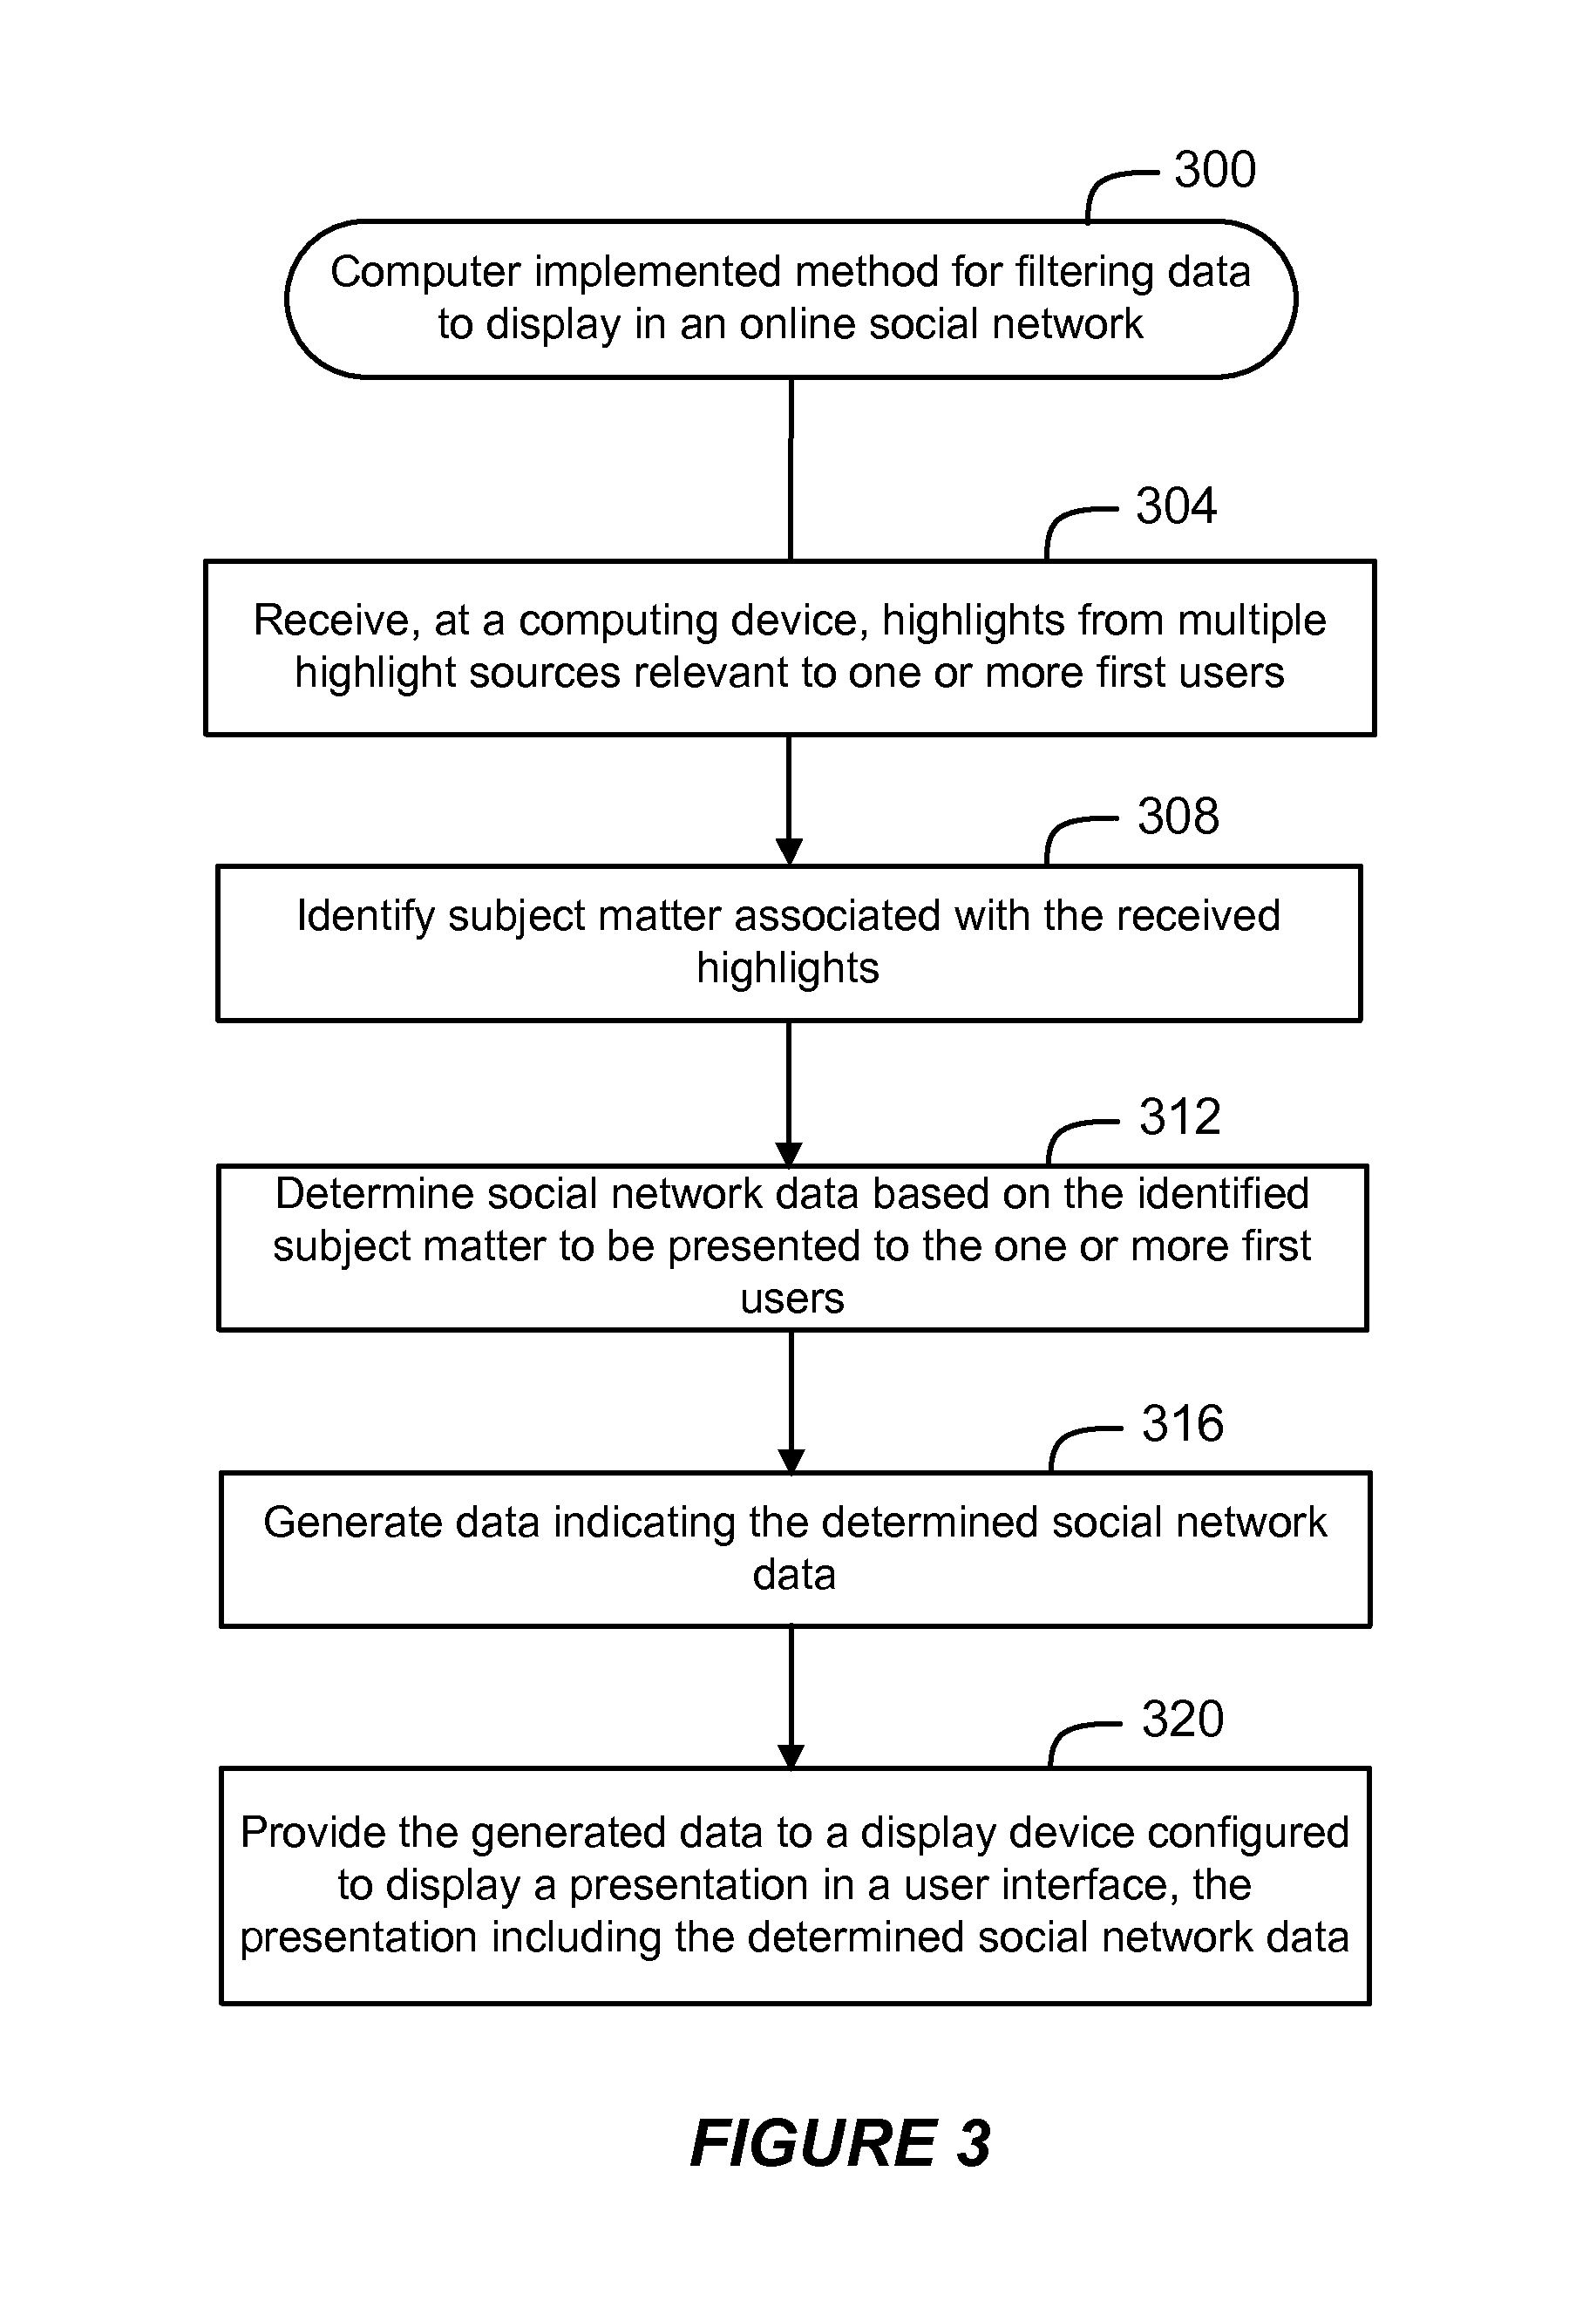 300
Computer implemented method for filtering data
to display in an online social network
304
Receive, at a computing device, highlights from multiple
highlight sources relevant to one or more first users
308
Identify subject matter associated with the received
highlights
312
Determine social network data based on the identified
subject matter to be presented to the one or more first
users
316
Generate data indicating the determined social network
data
320
Provide the generated data to a display device configured
to display a presentation in a user interface, the
presentation including the determined social network data
FIGURE 3